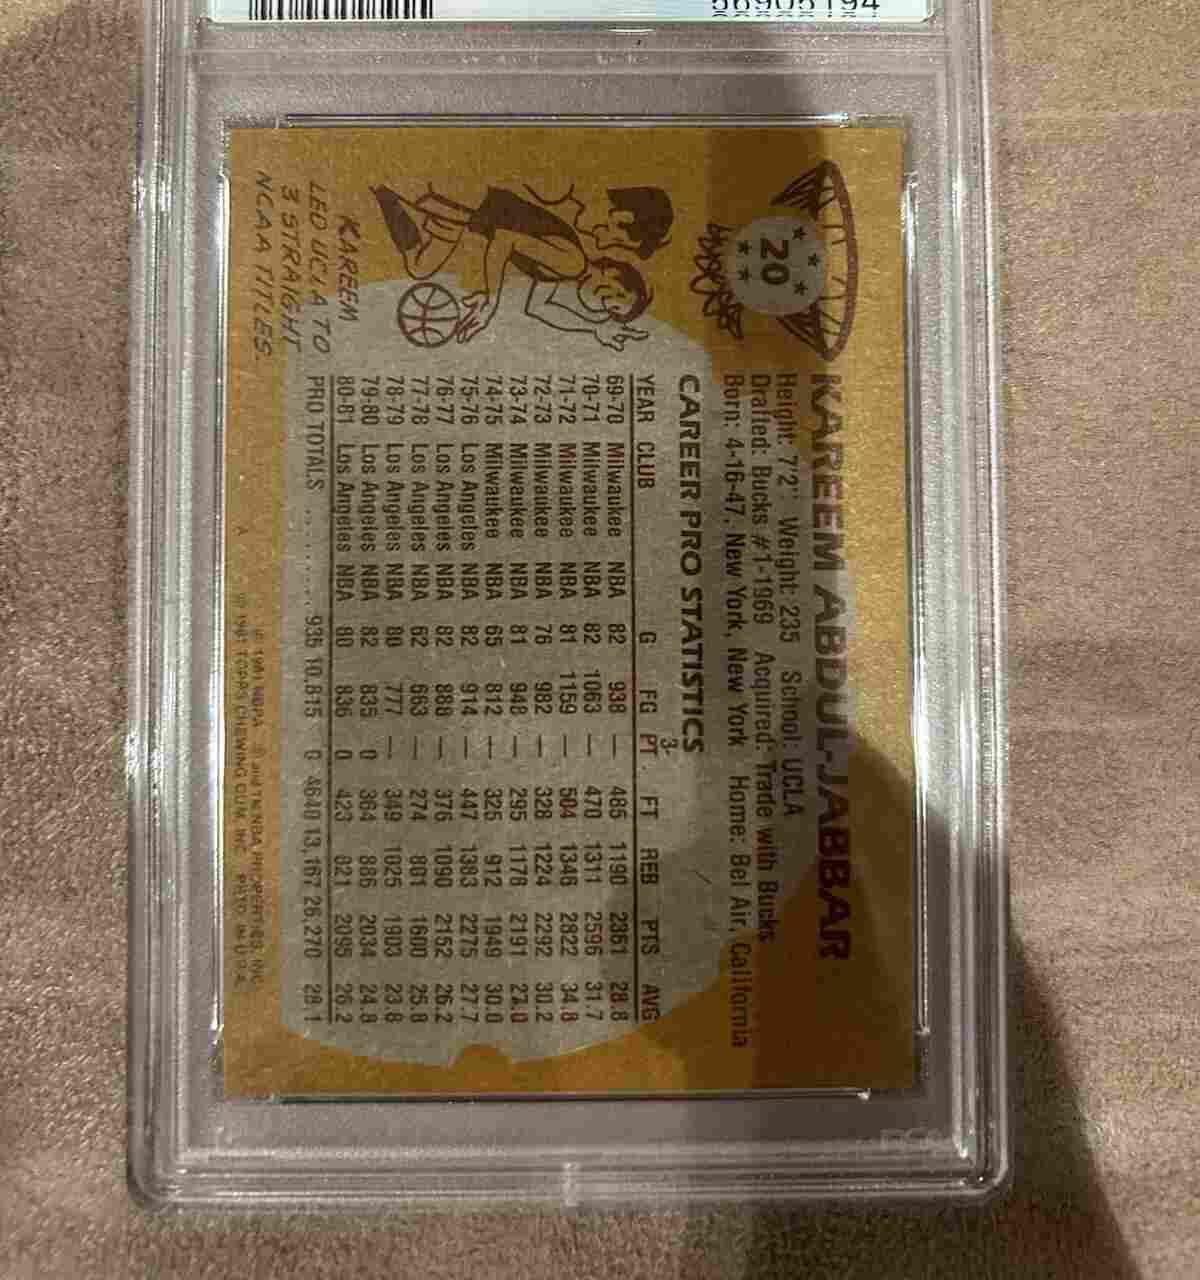 56905194
20
KAREEM ABDUL-JABBAR
Height: 7'2" Weight: 235 School: UCLA
Drafted: Bucks #1-1969 Acquired: Trade with Bucks
Born: 4-16-47, New York, New York Home: Bel Air, California
CAREER PRO STATISTICS
YEAR CLUB G FG 3-PT. FT REB PTS AVG
69-70 Milwaukee NBA 82 938 — 485 1190 2361 28.8
70-71 Milwaukee NBA 82 1063 — 470 1311 2596 31.7
71-72 Milwaukee NBA 81 1159 — 504 1346 2822 34.8
72-73 Milwaukee NBA 76 982 — 328 1224 2292 30.2
73-74 Milwaukee NBA 81 948 — 295 1178 2191 27.0
74-75 Milwaukee NBA 65 812 — 325 912 1949 30.0
75-76 Los Angeles NBA 82 914 — 447 1383 2275 27.7
76-77 Los Angeles NBA 82 888 — 376 1090 2152 26.2
77-78 Los Angeles NBA 62 663 — 274 801 1600 25.8
78-79 Los Angeles NBA 80 777 — 349 1025 1903 23.8
79-80 Los Angeles NBA 82 835 0 364 886 2034 24.8
80-81 Los Angeles NBA 80 836 0 423 821 2095 26.2
PRO TOTALS ........ 935 10,815 0 4640 13,167 26,270 28.1
KAREEM
LED UCLA TO
3 STRAIGHT
NCAA TITLES.
A © 1981 NBPA © and TM NBA PROPERTIES, INC.
© 1981 TOPPS CHEWING GUM, INC. PRTD. IN U.S.A.